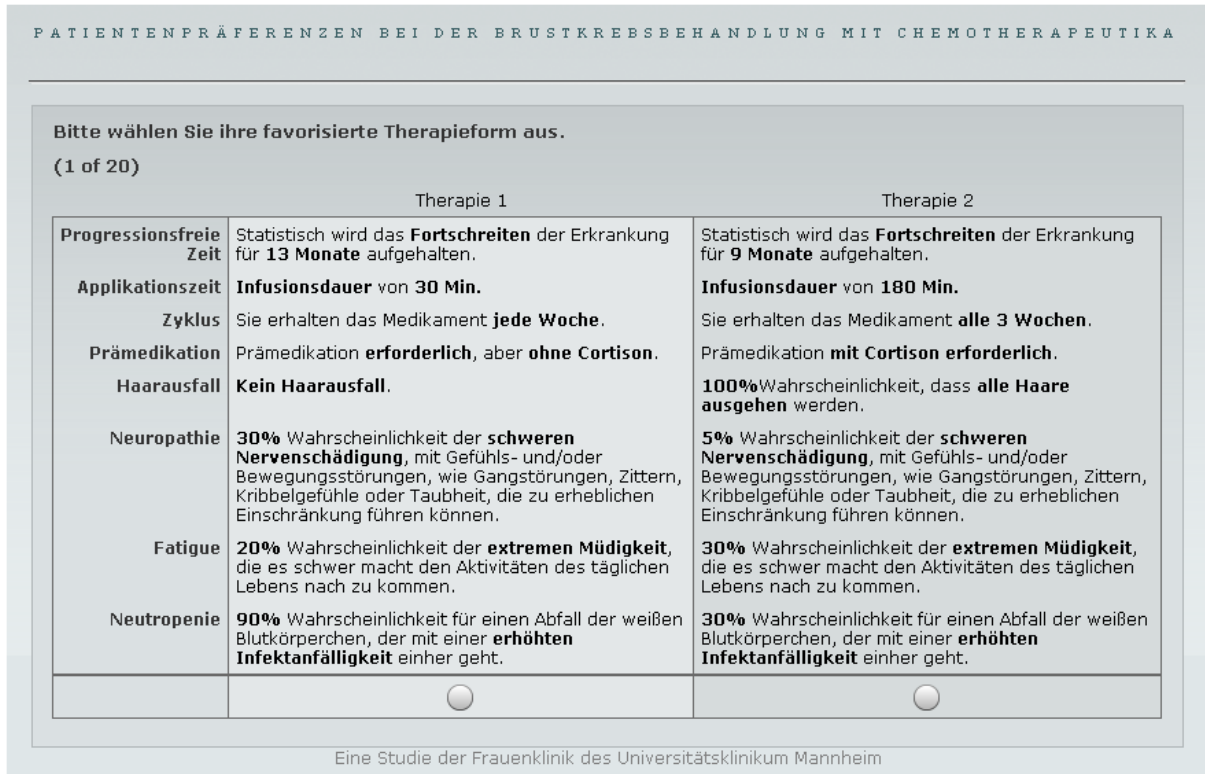 PATIENTENPRÄFERENZEN BEI DER BRUSTKREBSBEHANDLUNG MIT CHEMOTHERAPEUTIKA
Bitte wählen Sie ihre favorisierte Therapieform aus.
(1 of 20)
Therapie 1
Therapie 2
Progressionsfreie
Zeit
Statistisch wird das Fortschreiten der Erkrankung
für 13 Monate aufgehalten.
Statistisch wird das Fortschreiten der Erkrankung
für 9 Monate aufgehalten.
Applikationszeit
Infusionsdauer von 30 Min.
Infusionsdauer von 180 Min.
Zyklus
Sie erhalten das Medikament jede Woche.
Sie erhalten das Medikament alle 3 Wochen.
Prämedikation
Prämedikation erforderlich, aber ohne Cortison.
Prämedikation mit Cortison erforderlich.
Haarausfall
Kein Haarausfall.
100%Wahrscheinlichkeit, dass alle Haare
ausgehen werden.
Neuropathie
30% Wahrscheinlichkeit der schweren
Nervenschädigung, mit Gefühls- und/oder
Bewegungsstörungen, wie Gangstörungen, Zittern,
Kribbelgefühle oder Taubheit, die zu erheblichen
Einschränkung führen können.
5% Wahrscheinlichkeit der schweren
Nervenschädigung, mit Gefühls- und/oder
Bewegungsstörungen, wie Gangstörungen, Zittern,
Kribbelgefühle oder Taubheit, die zu erheblichen
Einschränkung führen können.
Fatigue
20% Wahrscheinlichkeit der extremen Müdigkeit,
die es schwer macht den Aktivitäten des täglichen
Lebens nach zu kommen.
30% Wahrscheinlichkeit der extremen Müdigkeit,
die es schwer macht den Aktivitäten des täglichen
Lebens nach zu kommen.
Neutropenie
90% Wahrscheinlichkeit für einen Abfall der weißen
Blutkörperchen, der mit einer erhöhten
Infektanfälligkeit einher geht.
30% Wahrscheinlichkeit für einen Abfall der weißen
Blutkörperchen, der mit einer erhöhten
Infektanfälligkeit einher geht.
Eine Studie der Frauenklinik des Universitätsklinikum Mannheim